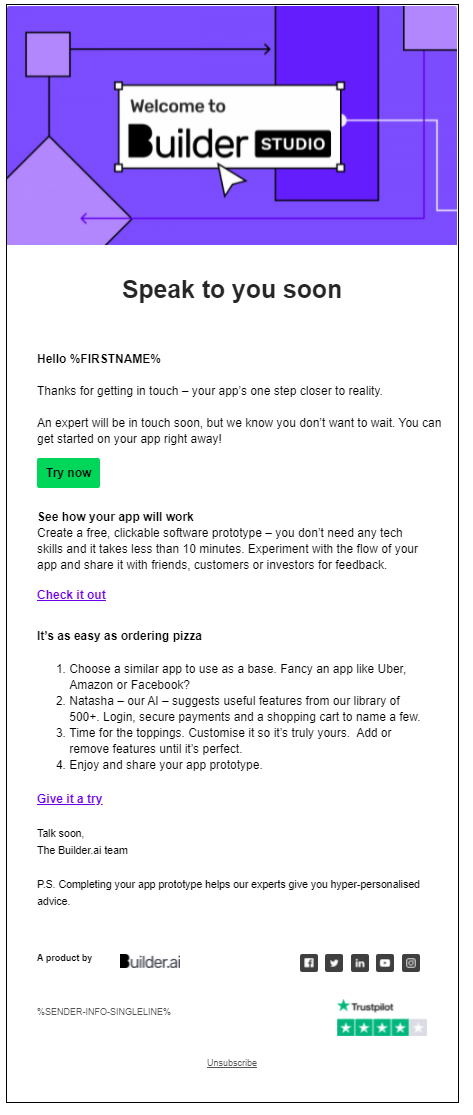 Welcome to
Builder STUDIO
Speak to you soon
Hello %FIRSTNAME%
Thanks for getting in touch – your app's one step closer to reality.
An expert will be in touch soon, but we know you don't want to wait. You can
get started on your app right away!
Try now
See how your app will work
Create a free, clickable software prototype – you don't need any tech
skills and it takes less than 10 minutes. Experiment with the flow of your
app and share it with friends, customers or investors for feedback.
Check it out
It's as easy as ordering pizza
1. Choose a similar app to use as a base. Fancy an app like Uber,
Amazon or Facebook?
2. Natasha – our AI – suggests useful features from our library of
500+. Login, secure payments and a shopping cart to name a few.
3. Time for the toppings. Customise it so it's truly yours.  Add or
remove features until it's perfect.
4. Enjoy and share your app prototype.
Give it a try
Talk soon,
The Builder.ai team
P.S. Completing your app prototype helps our experts give you hyper-personalised
advice.
A product by Builder.ai
%SENDER-INFO-SINGLELINE%
Trustpilot
Unsubscribe